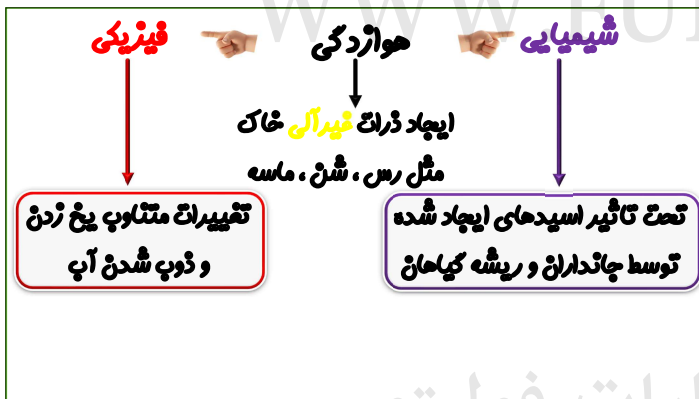 شیمیایی هوازدگی فیزیکی
ایجاد ذرات غیرآلی خاک
مثل رس ، شن ، ماسه
تحت تاثیر اسیدهای ایجاد شده
توسط جانداران و ریشه گیاهان
تغییرات متناوب یخ زدن
و ذوب شدن آب